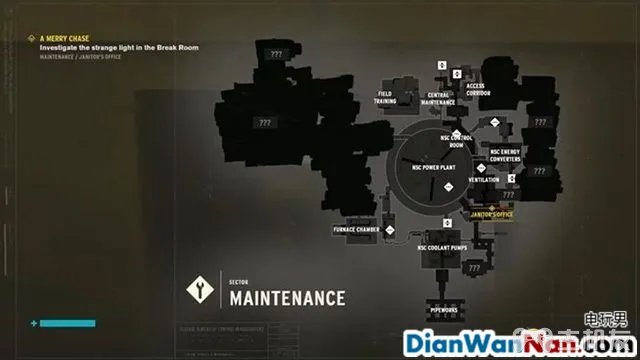 A MERRY CHASE
Investigate the strange light in the Break Room
MAINTENANCE / JANITOR'S OFFICE
???
???
FIELD
TRAINING
CENTRAL
MAINTENANCE
ACCESS
CORRIDOR
???
NSC CONTROL
ROOM
NSC ENERGY
CONVERTERS
NSC POWER PLANT
???
VENTILATION
???
JANITOR'S OFFICE
FURNACE CHAMBER
NSC COOLANT PUMPS
???
SECTOR
MAINTENANCE
PIPEWORKS
电玩男
DianWanNan.com